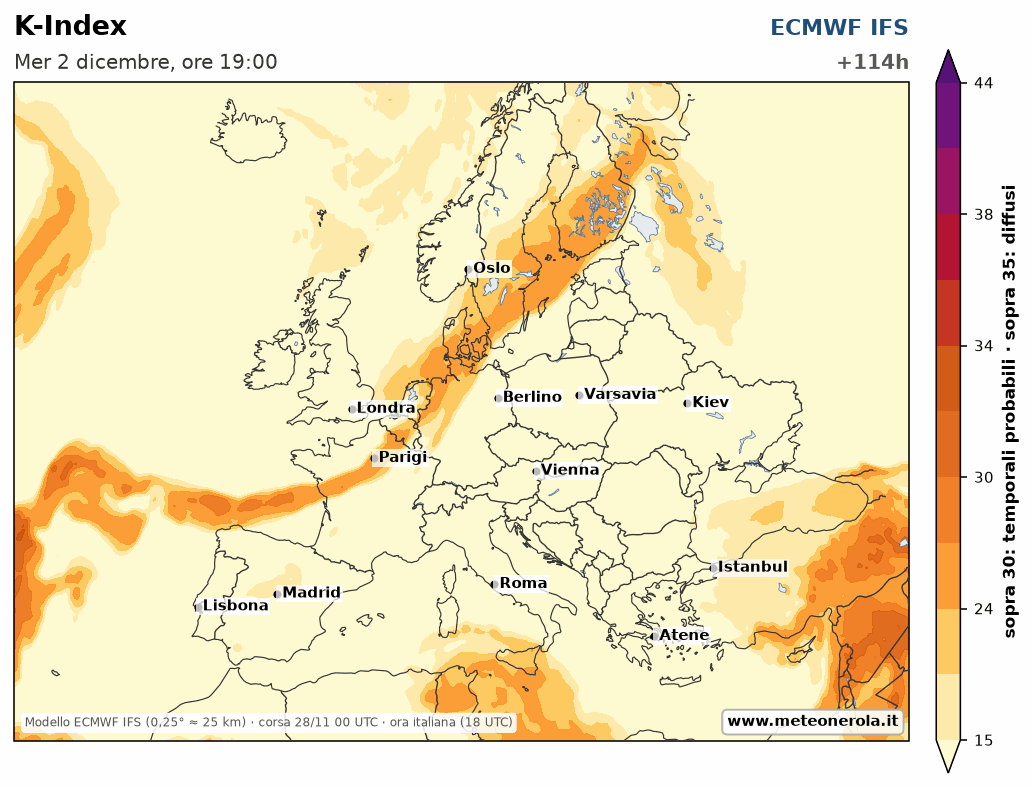 K-Index
ECMWF IFS
Mer 2 dicembre, ore 19:00
+114h
44
38
34
30
24
15
sopra 30: temporali probabili · sopra 35: diffusi
Oslo
Berlino
Varsavia
Kiev
Londra
Parigi
Vienna
Istanbul
Roma
Madrid
Lisbona
Atene
Modello ECMWF IFS (0,25° ≈ 25 km) · corsa 28/11 00 UTC · ora italiana (18 UTC)
www.meteonerola.it